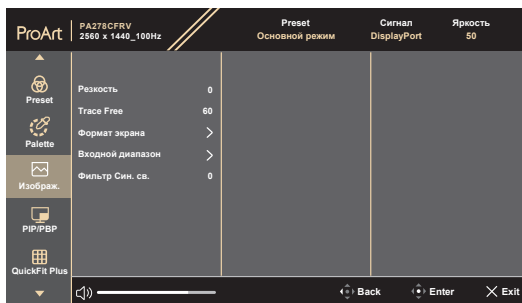 ProArt
PA278CFRV
2560 x 1440_100Hz
Preset
Основной режим
Сигнал
DisplayPort
Яркость
50
Preset
Palette
Изображ.
PIP/PBP
QuickFit Plus
Резкость 0
Trace Free 60
Формат экрана
Входной диапазон
Фильтр Син. св. 0
Back
Enter
Exit